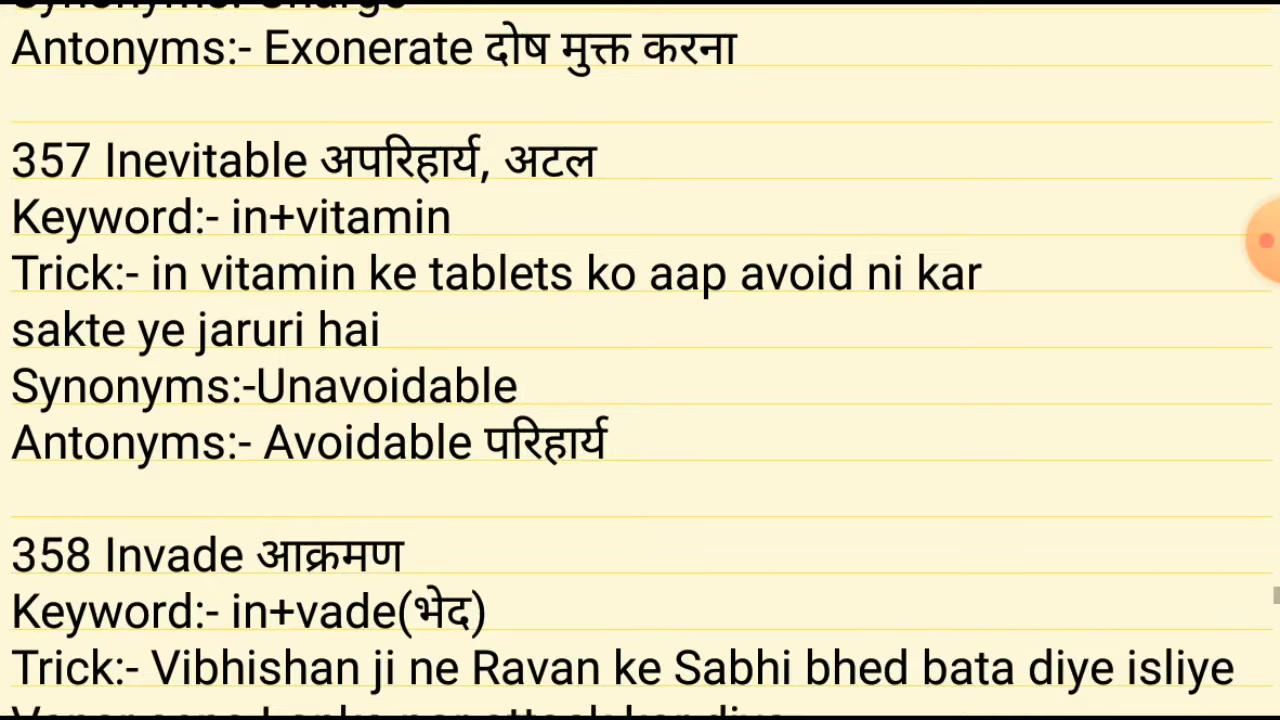 Synonyms:- Charge
Antonyms:- Exonerate दोष मुक्त करना
357 Inevitable अपरिहार्य, अटल
Keyword:- in+vitamin
Trick:- in vitamin ke tablets ko aap avoid ni kar
sakte ye jaruri hai
Synonyms:-Unavoidable
Antonyms:- Avoidable परिहार्य
358 Invade आक्रमण
Keyword:- in+vade(भेद)
Trick:- Vibhishan ji ne Ravan ke Sabhi bhed bata diye isliye